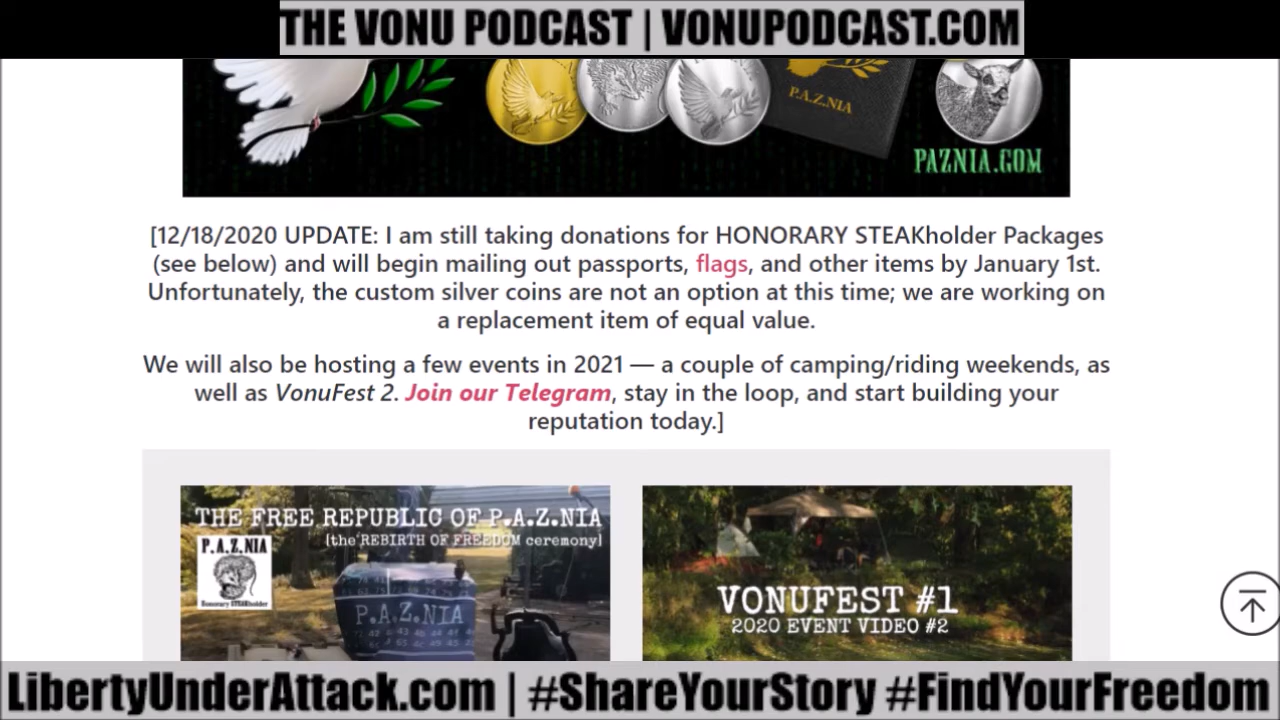 THE VONU PODCAST | VONUPODCAST.COM
P.A.Z.NIA
PAZNIA.COM
[12/18/2020 UPDATE: I am still taking donations for HONORARY STEAKholder Packages
(see below) and will begin mailing out passports, flags, and other items by January 1st.
Unfortunately, the custom silver coins are not an option at this time; we are working on
a replacement item of equal value.
We will also be hosting a few events in 2021 — a couple of camping/riding weekends, as
well as VonuFest 2. Join our Telegram, stay in the loop, and start building your
reputation today.]
THE FREE REPUBLIC OF P.A.Z.NIA
[the REBIRTH OF FREEDOM ceremony]
P.A.Z.NIA
Honorary STEAKholder
P.A.Z.NIA
VONUFEST #1
2020 EVENT VIDEO #2
LibertyUnderAttack.com | #ShareYourStory #FindYourFreedom